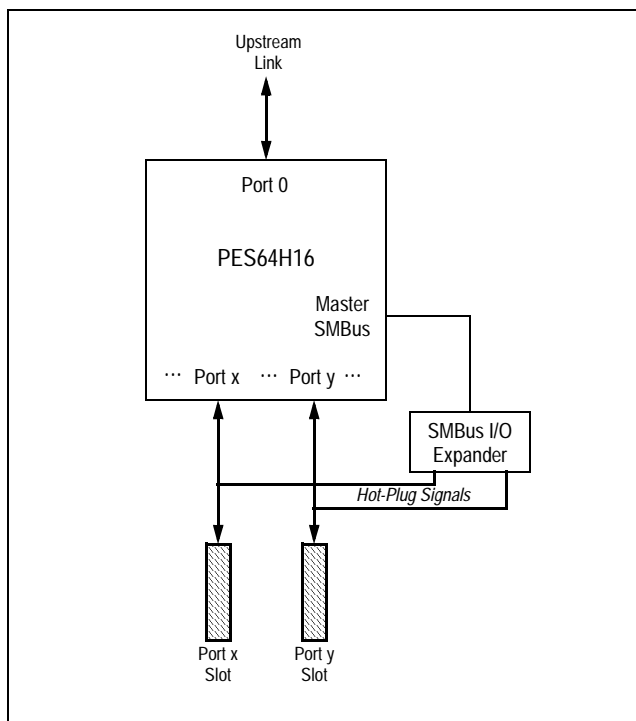 Upstream
Link
Port 0
PES64H16
Master
SMBus
··· Port x ··· Port y ···
SMBus I/O
Expander
Hot-Plug Signals
Port x
Slot
Port y
Slot